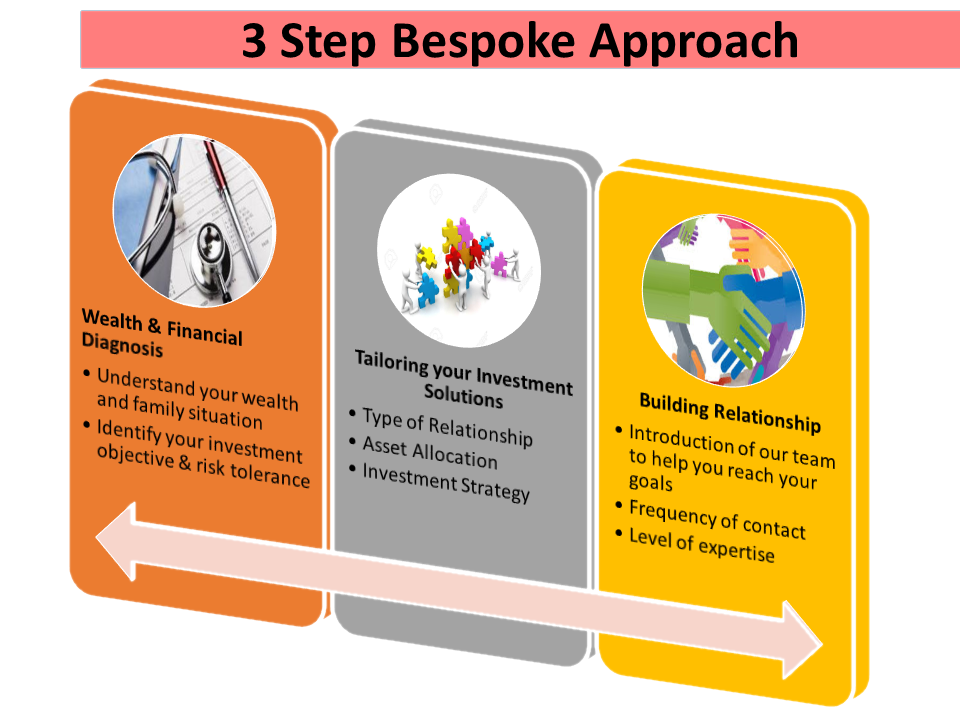 3 Step Bespoke Approach
Wealth & Financial
Diagnosis
• Understand your wealth
and family situation
• Identify your investment
objective & risk tolerance
Tailoring your Investment
Solutions
• Type of Relationship
• Asset Allocation
• Investment Strategy
Building Relationship
• Introduction of our team
to help you reach your
goals
• Frequency of contact
• Level of expertise